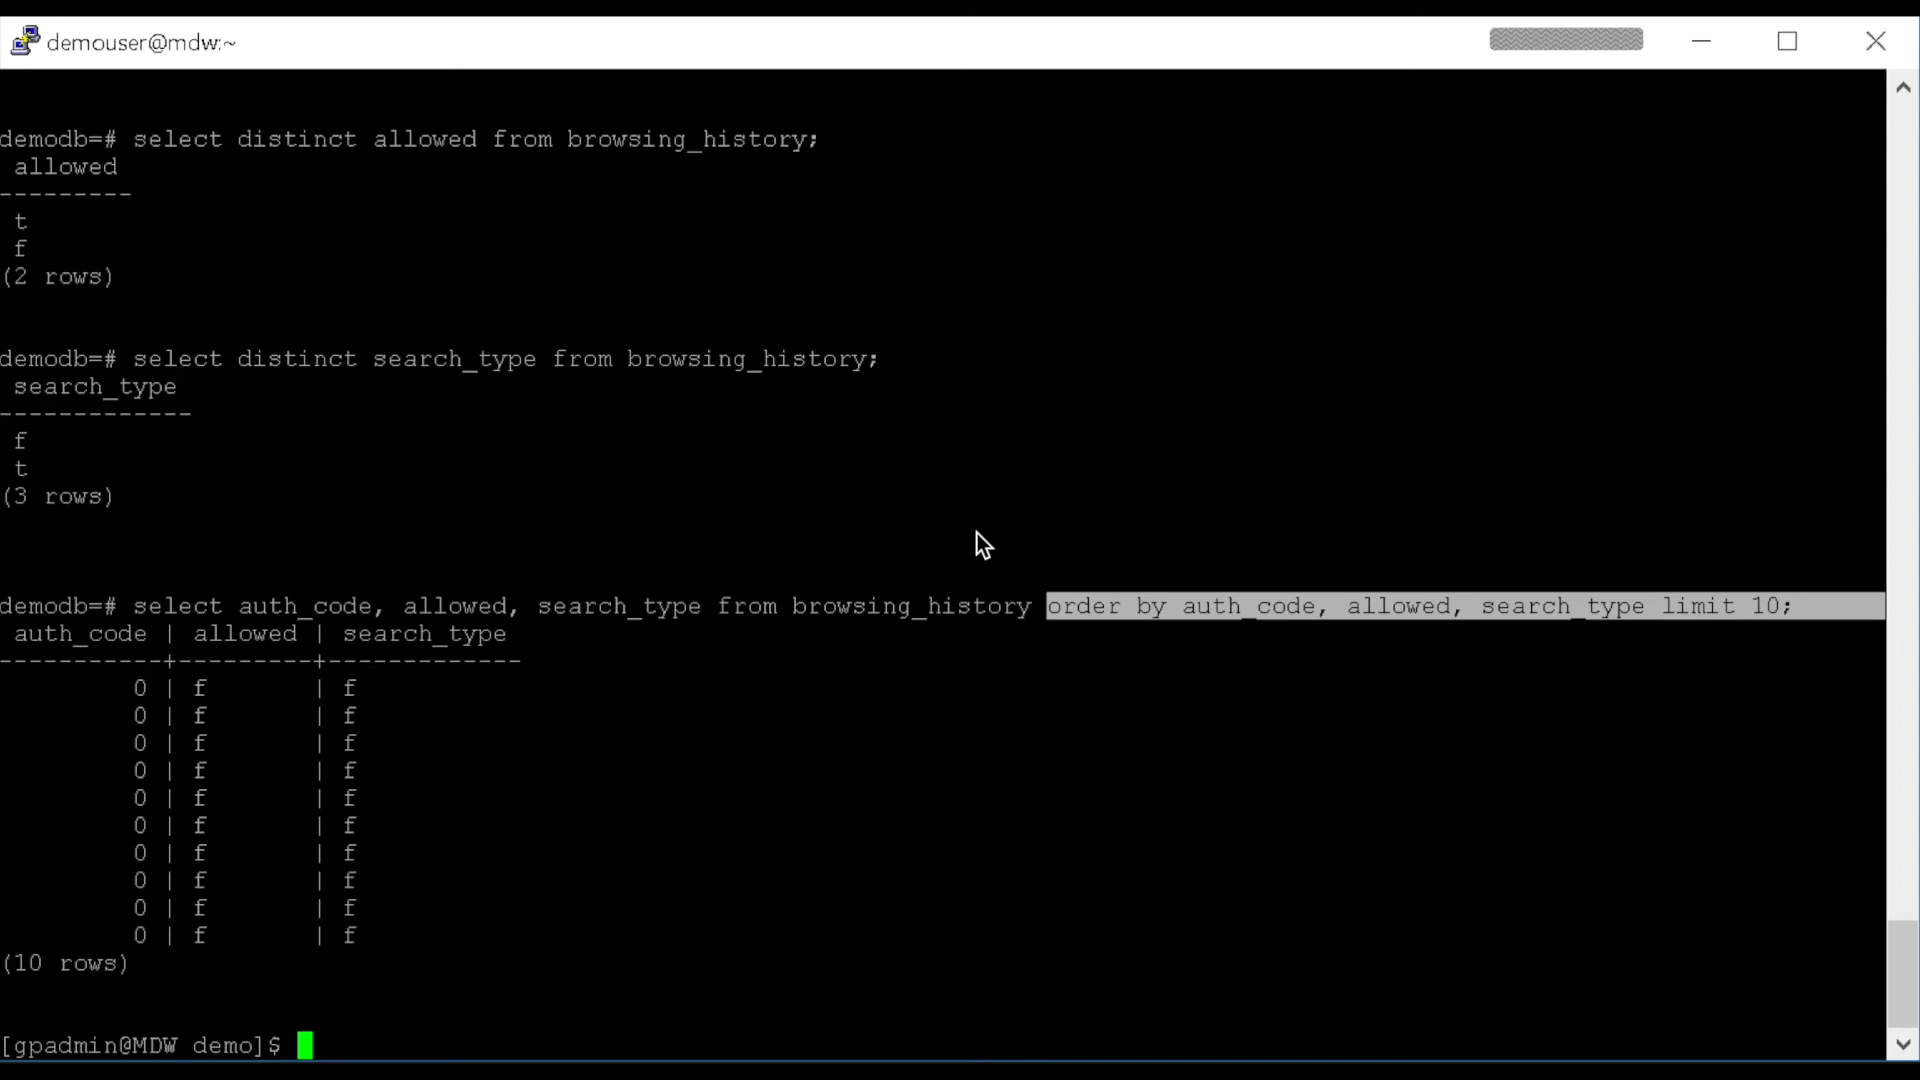 demouser@mdw:~
demodb=# select distinct allowed from browsing_history;
allowed
---------
t
f
(2 rows)
demodb=# select distinct search_type from browsing_history;
search_type
-------------
f
t
(3 rows)
demodb=# select auth_code, allowed, search_type from browsing_history order by auth_code, allowed, search_type limit 10;
auth_code | allowed | search_type
-----------+---------+-------------
0 | f | f
0 | f | f
0 | f | f
0 | f | f
0 | f | f
0 | f | f
0 | f | f
0 | f | f
0 | f | f
0 | f | f
(10 rows)
[gpadmin@MDW demo]$